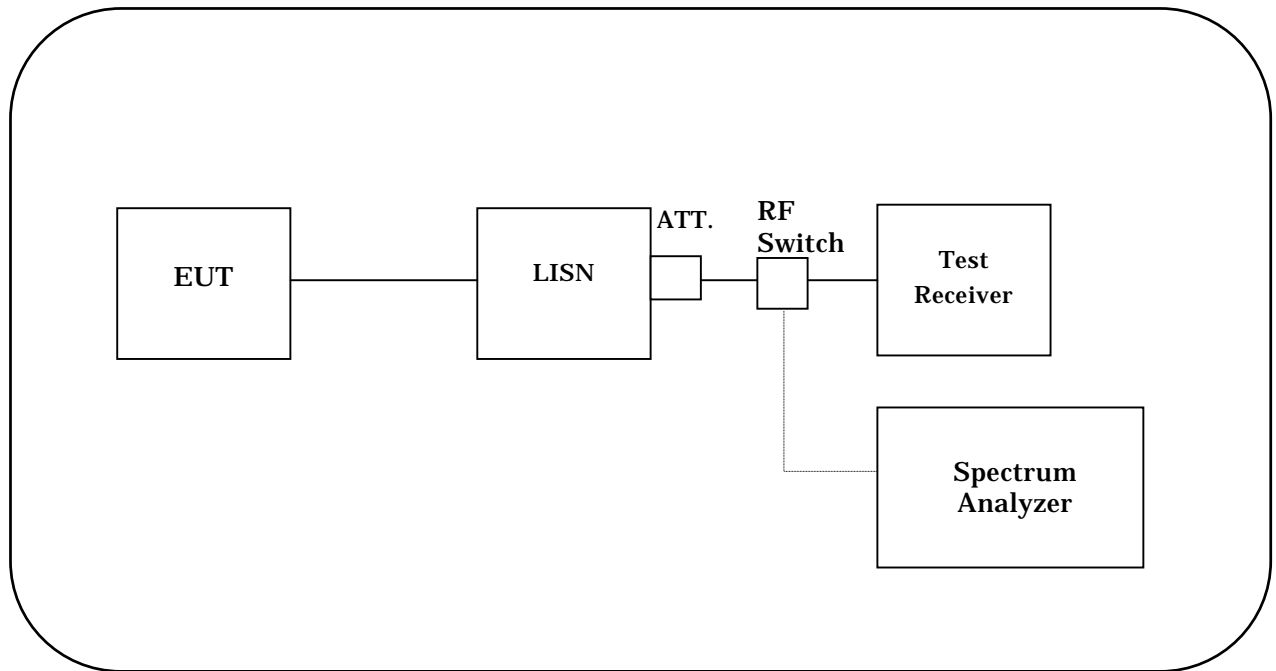 EUT
LISN
ATT.
RF
Switch
Test
Receiver
Spectrum
Analyzer